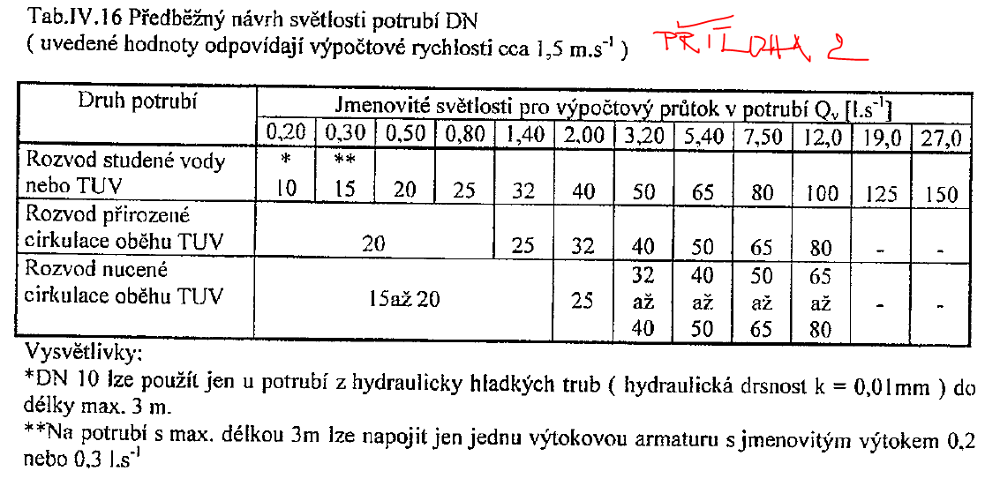 Tab.IV.16 Předběžný návrh světlosti potrubí DN
( uvedené hodnoty odpovídají výpočtové rychlosti cca 1,5 m.s⁻¹ )
PŘÍLOHA 2
Druh potrubí
Jmenovité světlosti pro výpočtový průtok v potrubí Qᵥ [l.s⁻¹]
0,20 0,30 0,50 0,80 1,40 2,00 3,20 5,40 7,50 12,0 19,0 27,0
Rozvod studené vody * **
nebo TUV 10 15 20 25 32 40 50 65 80 100 125 150
Rozvod přirozené
cirkulace oběhu TUV 20 25 32 40 50 65 80 - -
Rozvod nucené 32 40 50 65
cirkulace oběhu TUV 15až 20 25 až až až až - -
40 50 65 80
Vysvětlivky:
*DN 10 lze použít jen u potrubí z hydraulicky hladkých trub ( hydraulická drsnost k = 0,01mm ) do
délky max. 3 m.
**Na potrubí s max. délkou 3m lze napojit jen jednu výtokovou armaturu s jmenovitým výtokem 0,2
nebo 0,3 l.s⁻¹